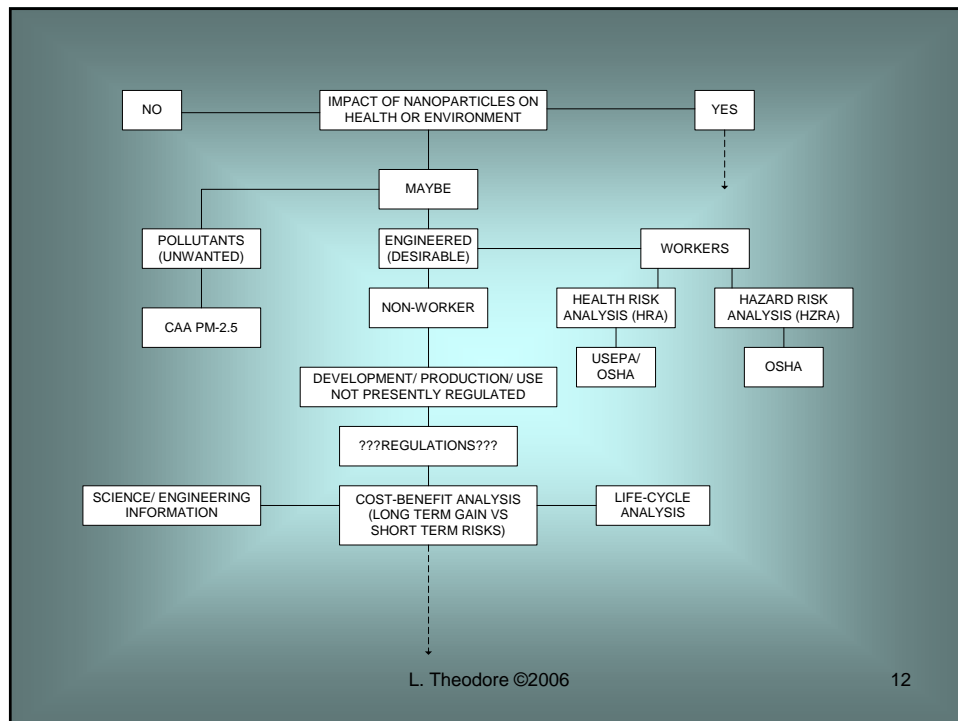 NO
IMPACT OF NANOPARTICLES ON
HEALTH OR ENVIRONMENT
YES
MAYBE
POLLUTANTS
(UNWANTED)
ENGINEERED
(DESIRABLE)
WORKERS
CAA PM-2.5
NON-WORKER
HEALTH RISK
ANALYSIS (HRA)
HAZARD RISK
ANALYSIS (HZRA)
USEPA/
OSHA
OSHA
DEVELOPMENT/ PRODUCTION/ USE
NOT PRESENTLY REGULATED
???REGULATIONS???
SCIENCE/ ENGINEERING
INFORMATION
COST-BENEFIT ANALYSIS
(LONG TERM GAIN VS
SHORT TERM RISKS)
LIFE-CYCLE
ANALYSIS
L. Theodore ©2006
12